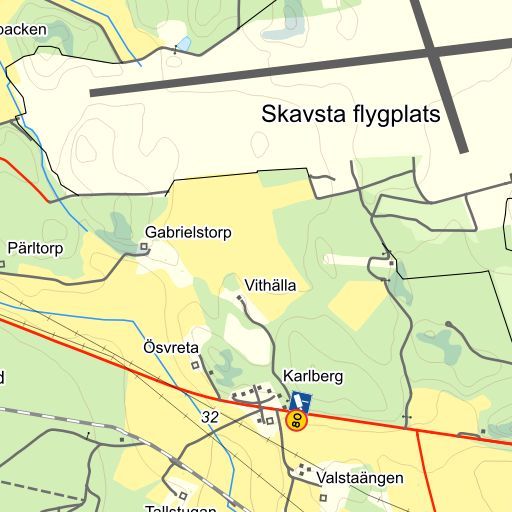 backen
Skavsta flygplats
Gabrielstorp
Pärltorp
Vithälla
Ösvreta
Karlberg
d
32
80
Valstaängen
Tallstugan